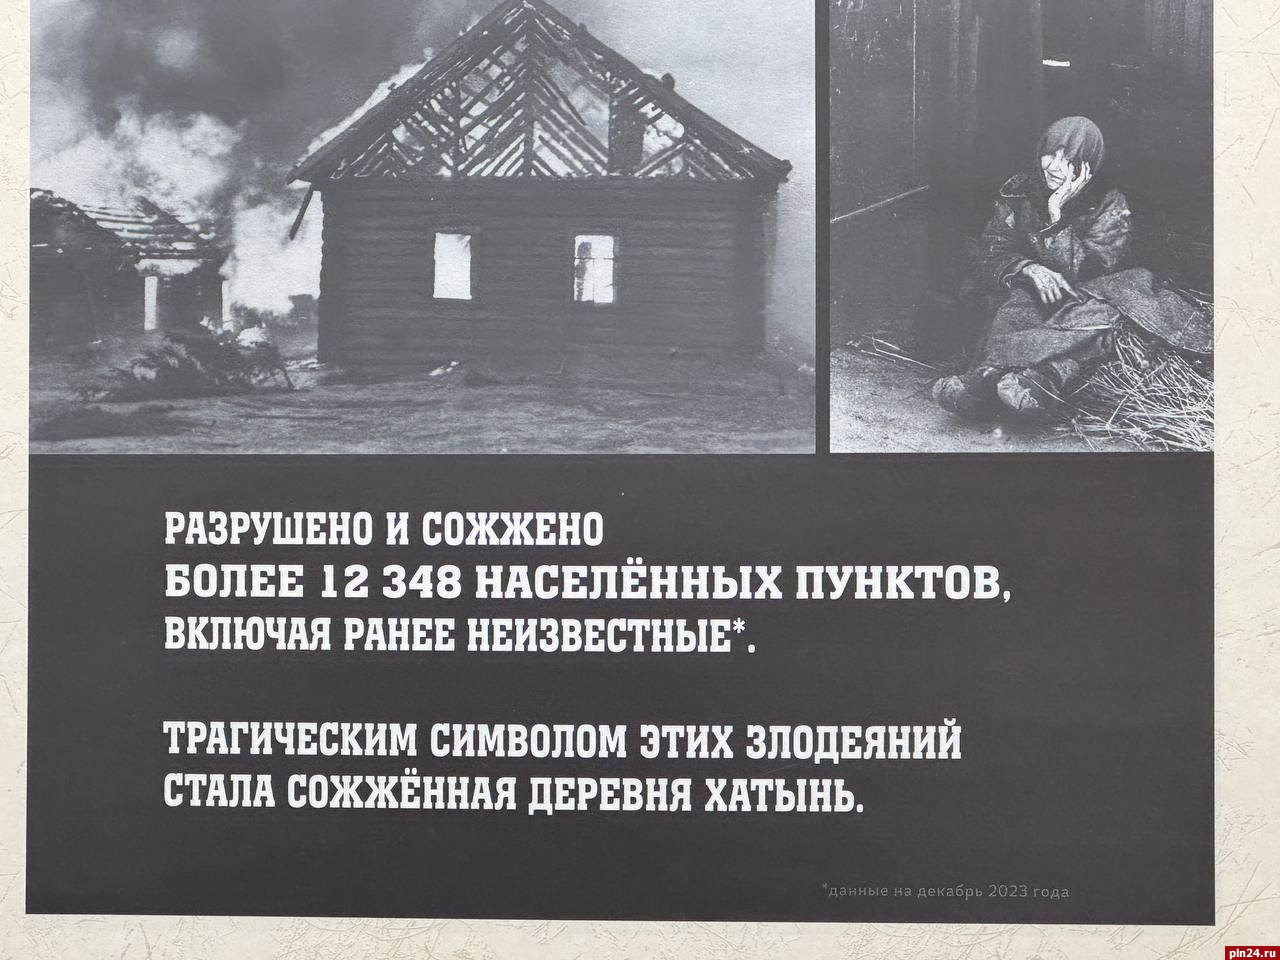 РАЗРУШЕНО И СОЖЖЕНО
БОЛЕЕ 12 348 НАСЕЛЁННЫХ ПУНКТОВ,
ВКЛЮЧАЯ РАНЕЕ НЕИЗВЕСТНЫЕ*.
ТРАГИЧЕСКИМ СИМВОЛОМ ЭТИХ ЗЛОДЕЯНИЙ
СТАЛА СОЖЖЁННАЯ ДЕРЕВНЯ ХАТЫНЬ.
*данные на декабрь 2023 года
pln24.ru